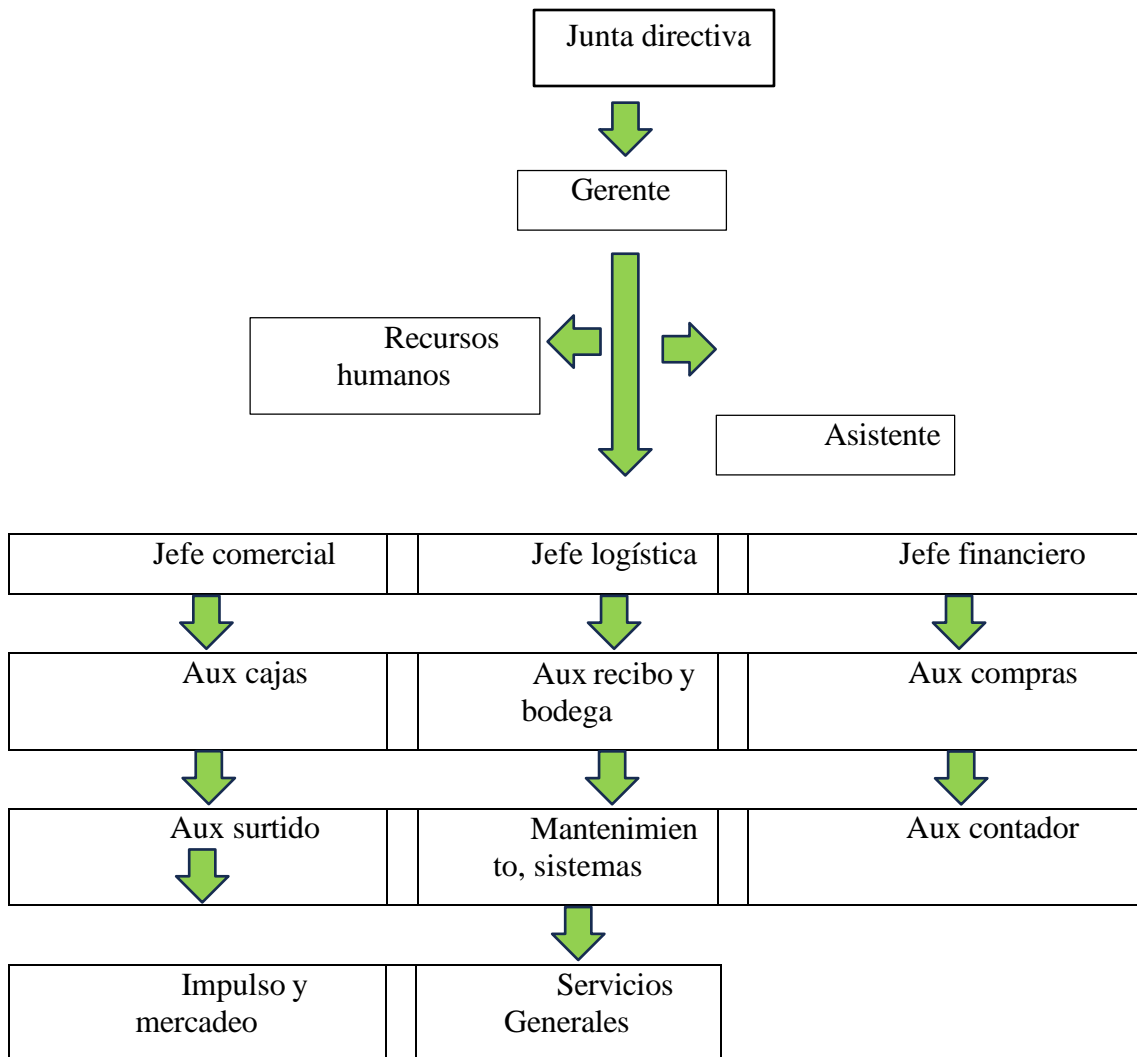 Junta directiva
Gerente
Recursos
humanos
Asistente
Jefe comercial
Jefe logística
Jefe financiero
Aux cajas
Aux recibo y
bodega
Aux compras
Aux surtido
Mantenimien
to, sistemas
Aux contador
Impulso y
mercadeo
Servicios
Generales